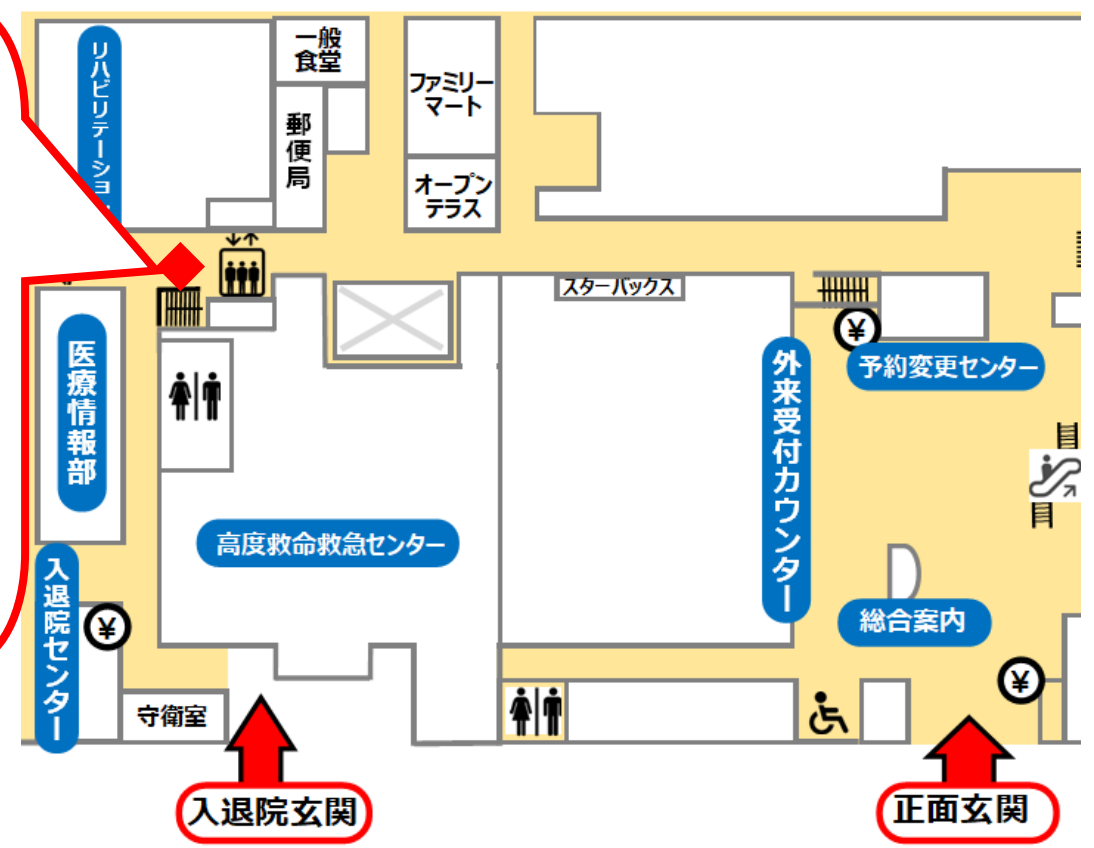 リハビリテーション
一般
食堂
ファミリー
マート
郵便局
オープン
テラス
スターバックス
¥
予約変更センター
医療情報部
外来受付カウンター
高度救命救急センター
入退院センター
¥
総合案内
¥
守衛室
入退院玄関
正面玄関